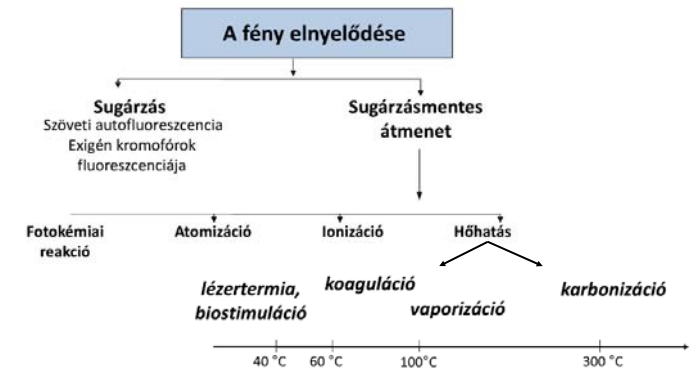 A fény elnyelődése
Sugárzás
Szöveti autofluoreszcencia
Exigén kromofórok
fluoreszcenciája
Sugárzásmentes
átmenet
Fotokémiai
reakció
Atomizáció
Ionizáció
Hőhatás
lézertermia,
biostimuláció
koaguláció
vaporizáció
karbonizáció
40 °C
60 °C
100°C
300 °C